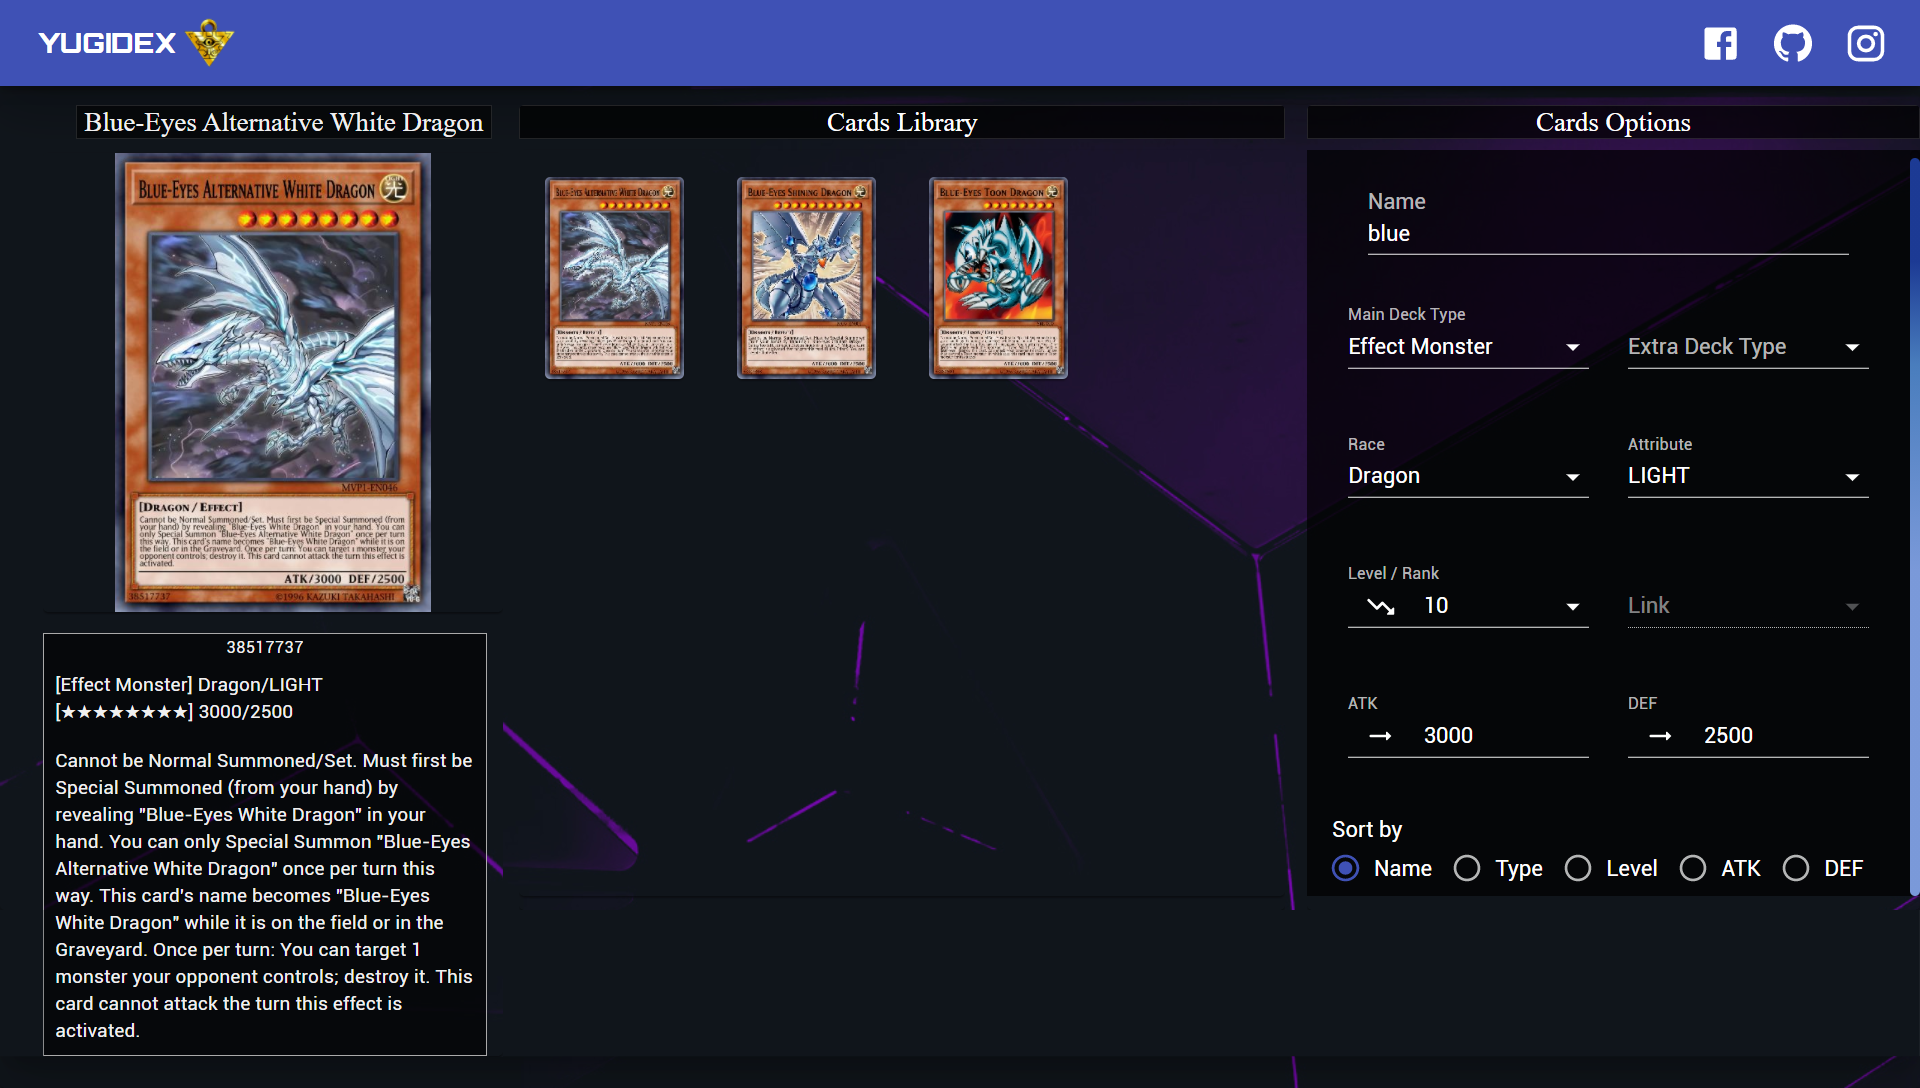 YUGIDEX
Blue-Eyes Alternative White Dragon
BLUE-EYES ALTERNATIVE WHITE DRAGON
光
MVP1-EN046
[DRAGON / EFFECT]
Cannot be Normal Summoned/Set. Must first be Special Summoned (from
your hand) by revealing "Blue-Eyes White Dragon" in your hand. You can
only Special Summon "Blue-Eyes Alternative White Dragon" once per turn
this way. This card's name becomes "Blue-Eyes White Dragon" while it is on
the field or in the Graveyard. Once per turn: You can target 1 monster your
opponent controls; destroy it. This card cannot attack the turn this effect is
activated.
ATK/3000 DEF/2500
38517737
©1996 KAZUKI TAKAHASHI
38517737
[Effect Monster] Dragon/LIGHT
[★★★★★★★★] 3000/2500
Cannot be Normal Summoned/Set. Must first be
Special Summoned (from your hand) by
revealing "Blue-Eyes White Dragon" in your
hand. You can only Special Summon "Blue-Eyes
Alternative White Dragon" once per turn this
way. This card's name becomes "Blue-Eyes
White Dragon" while it is on the field or in the
Graveyard. Once per turn: You can target 1
monster your opponent controls; destroy it. This
card cannot attack the turn this effect is
activated.
Cards Library
BLUE-EYES ALTERNATIVE WHITE DRAGON
BLUE-EYES SHINING DRAGON
BLUE-EYES TOON DRAGON
Cards Options
Name
blue
Main Deck Type
Effect Monster
Extra Deck Type
Race
Dragon
Attribute
LIGHT
Level / Rank
10
Link
ATK
3000
DEF
2500
Sort by
Name
Type
Level
ATK
DEF